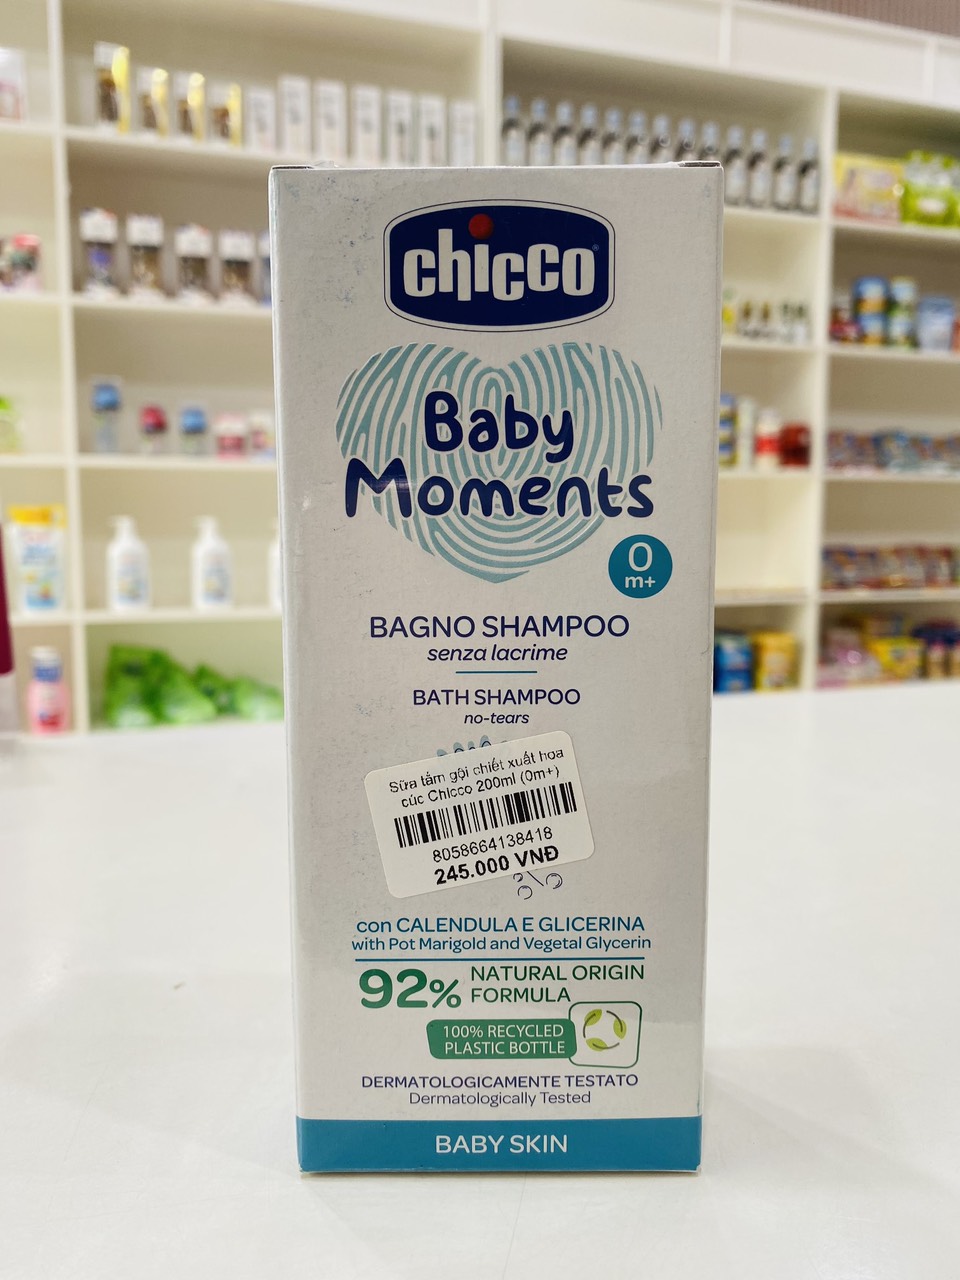 chicco
Baby
Moments
0
m+
BAGNO SHAMPOO
senza lacrime
BATH SHAMPOO
no-tears
Sữa tắm gội chiết xuất hoa
cúc Chicco 200ml (0m+)
8058664138418
245.000 VNĐ
con CALENDULA E GLICERINA
with Pot Marigold and Vegetal Glycerin
92% NATURAL ORIGIN
FORMULA
100% RECYCLED
PLASTIC BOTTLE
DERMATOLOGICAMENTE TESTATO
Dermatologically Tested
BABY SKIN